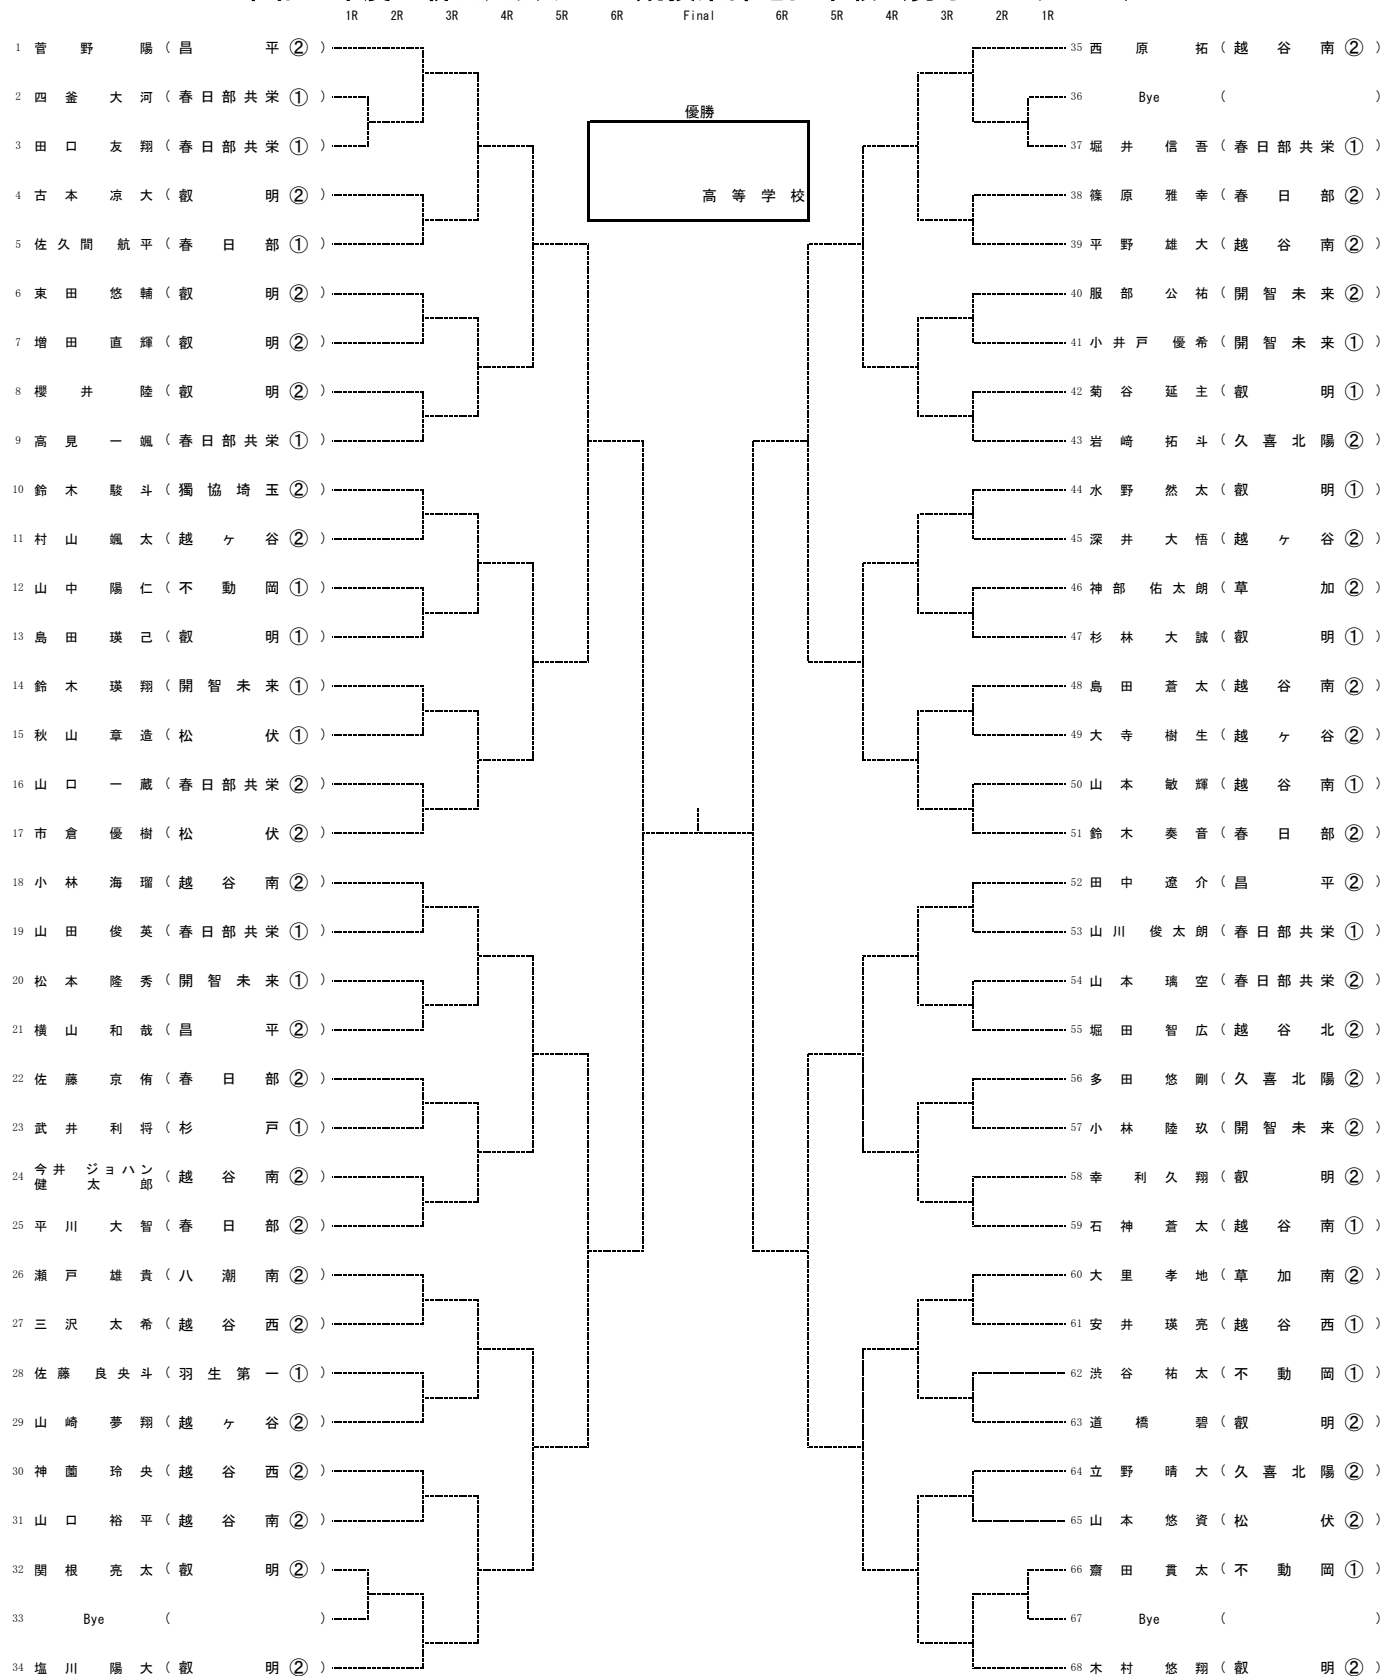 1R 2R 3R 4R 5R 6R Final 6R 5R 4R 3R 2R 1R
優勝
高等学校
1 菅野 陽 ( 昌平 ② )
2 四釜 大河 ( 春日部共栄 ① )
3 田口 友翔 ( 春日部共栄 ① )
4 古本 凉大 ( 叡明 ② )
5 佐久間 航平 ( 春日部 ① )
6 東田 悠輔 ( 叡明 ② )
7 増田 直輝 ( 叡明 ② )
8 櫻井 陸 ( 叡明 ② )
9 高見 一颯 ( 春日部共栄 ① )
10 鈴木 駿斗 ( 獨協埼玉 ② )
11 村山 颯太 ( 越ヶ谷 ② )
12 山中 陽仁 ( 不動岡 ① )
13 島田 瑛己 ( 叡明 ① )
14 鈴木 瑛翔 ( 開智未来 ① )
15 秋山 章造 ( 松伏 ① )
16 山口 一蔵 ( 春日部共栄 ② )
17 市倉 優樹 ( 松伏 ② )
18 小林 海瑠 ( 越谷南 ② )
19 山田 俊英 ( 春日部共栄 ① )
20 松本 隆秀 ( 開智未来 ① )
21 横山 和哉 ( 昌平 ② )
22 佐藤 京侑 ( 春日部 ② )
23 武井 利将 ( 杉戸 ① )
24 今井 ジョハン 健太郎 ( 越谷南 ② )
25 平川 大智 ( 春日部 ② )
26 瀬戸 雄貴 ( 八潮南 ② )
27 三沢 太希 ( 越谷西 ② )
28 佐藤 良央斗 ( 羽生第一 ① )
29 山崎 夢翔 ( 越ヶ谷 ② )
30 神薗 玲央 ( 越谷西 ② )
31 山口 裕平 ( 越谷南 ② )
32 関根 亮太 ( 叡明 ② )
33 Bye ( )
34 塩川 陽大 ( 叡明 ② )
35 西原 拓 ( 越谷南 ② )
36 Bye ( )
37 堀井 信吾 ( 春日部共栄 ① )
38 篠原 雅幸 ( 春日部 ② )
39 平野 雄大 ( 越谷南 ② )
40 服部 公祐 ( 開智未来 ② )
41 小井戸 優希 ( 開智未来 ① )
42 菊谷 延主 ( 叡明 ① )
43 岩﨑 拓斗 ( 久喜北陽 ② )
44 水野 然太 ( 叡明 ① )
45 深井 大悟 ( 越ヶ谷 ② )
46 神部 佑太朗 ( 草加 ② )
47 杉林 大誠 ( 叡明 ① )
48 島田 蒼太 ( 越谷南 ② )
49 大寺 樹生 ( 越ヶ谷 ② )
50 山本 敏輝 ( 越谷南 ① )
51 鈴木 奏音 ( 春日部 ② )
52 田中 遼介 ( 昌平 ② )
53 山川 俊太朗 ( 春日部共栄 ① )
54 山本 璃空 ( 春日部共栄 ② )
55 堀田 智広 ( 越谷北 ② )
56 多田 悠剛 ( 久喜北陽 ② )
57 小林 陸玖 ( 開智未来 ② )
58 幸 利久翔 ( 叡明 ② )
59 石神 蒼太 ( 越谷南 ① )
60 大里 孝地 ( 草加南 ② )
61 安井 瑛亮 ( 越谷西 ① )
62 渋谷 祐太 ( 不動岡 ① )
63 道橋 碧 ( 叡明 ② )
64 立野 晴大 ( 久喜北陽 ② )
65 山本 悠資 ( 松伏 ② )
66 齋田 貫太 ( 不動岡 ① )
67 Bye ( )
68 木村 悠翔 ( 叡明 ② )